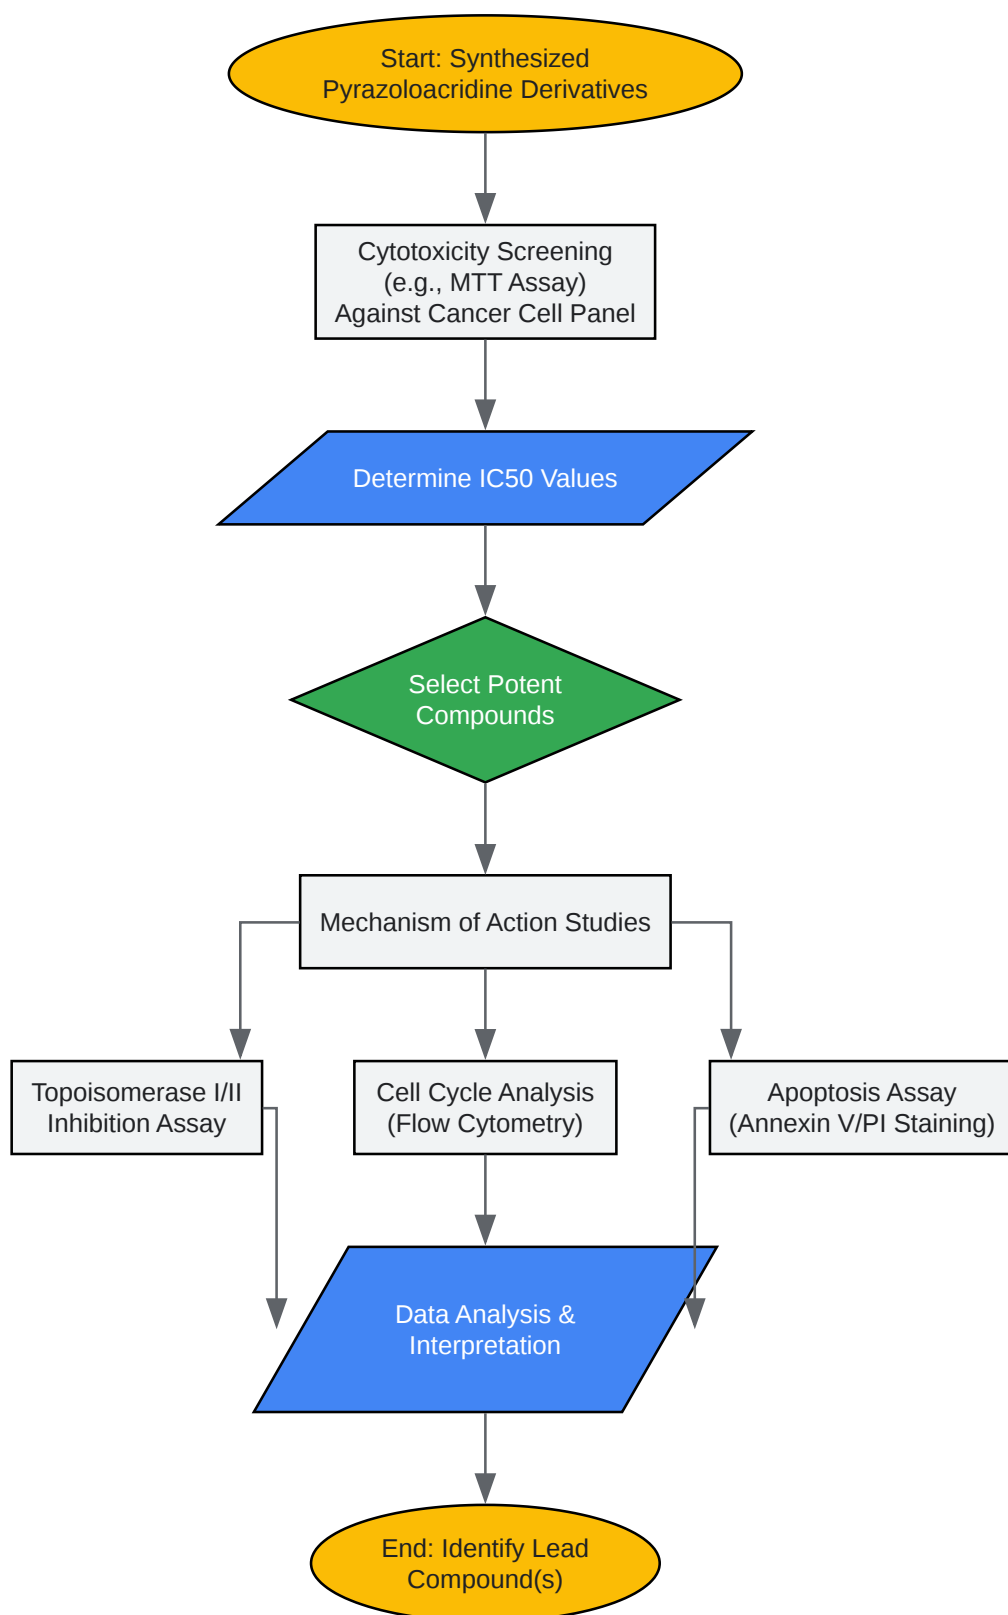 Start: Synthesized
Pyrazoloacridine Derivatives
Cytotoxicity Screening
(e.g., MTT Assay)
Against Cancer Cell Panel
Determine IC50 Values
Select Potent
Compounds
Mechanism of Action Studies
Topoisomerase I/II
Inhibition Assay
Cell Cycle Analysis
(Flow Cytometry)
Apoptosis Assay
(Annexin V/PI Staining)
Data Analysis &
Interpretation
End: Identify Lead
Compound(s)